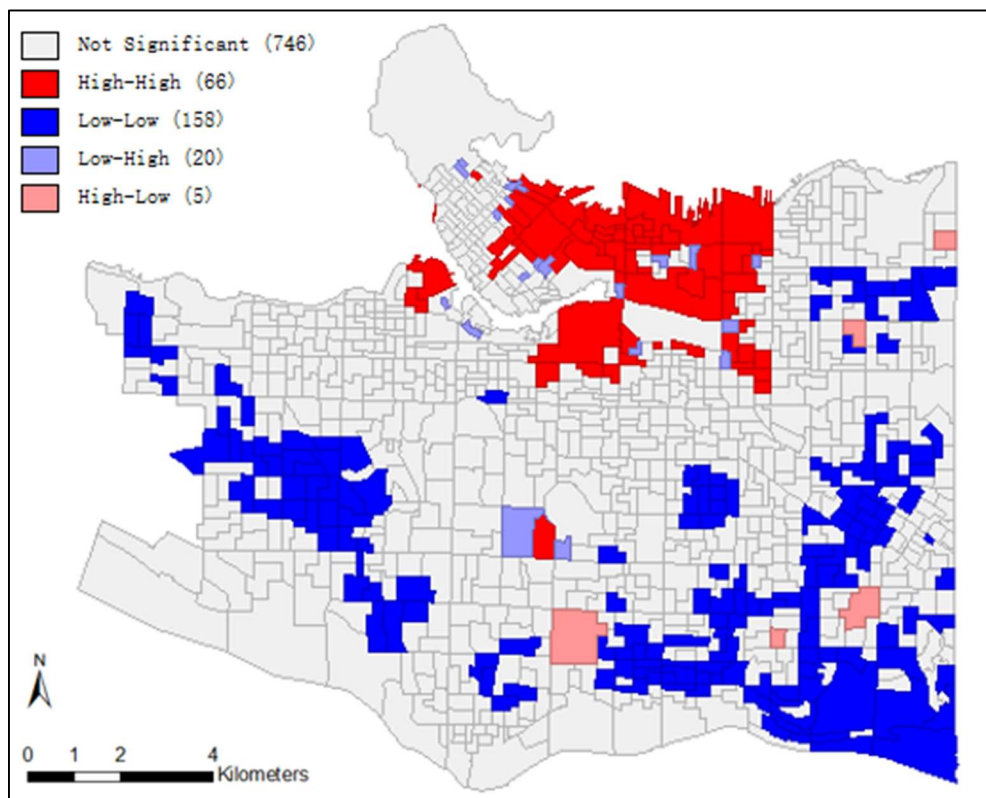 Not Significant (746)
High-High (66)
Low-Low (158)
Low-High (20)
High-Low (5)
N
0 1 2 4
Kilometers